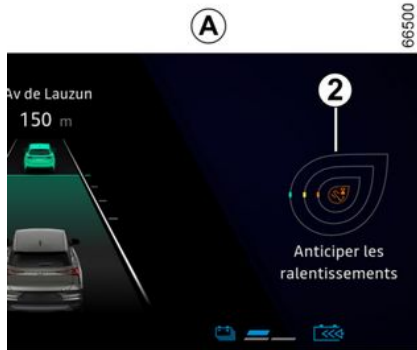 A
66500
Av de Lauzun
150 m
2
Anticiper les
ralentissements